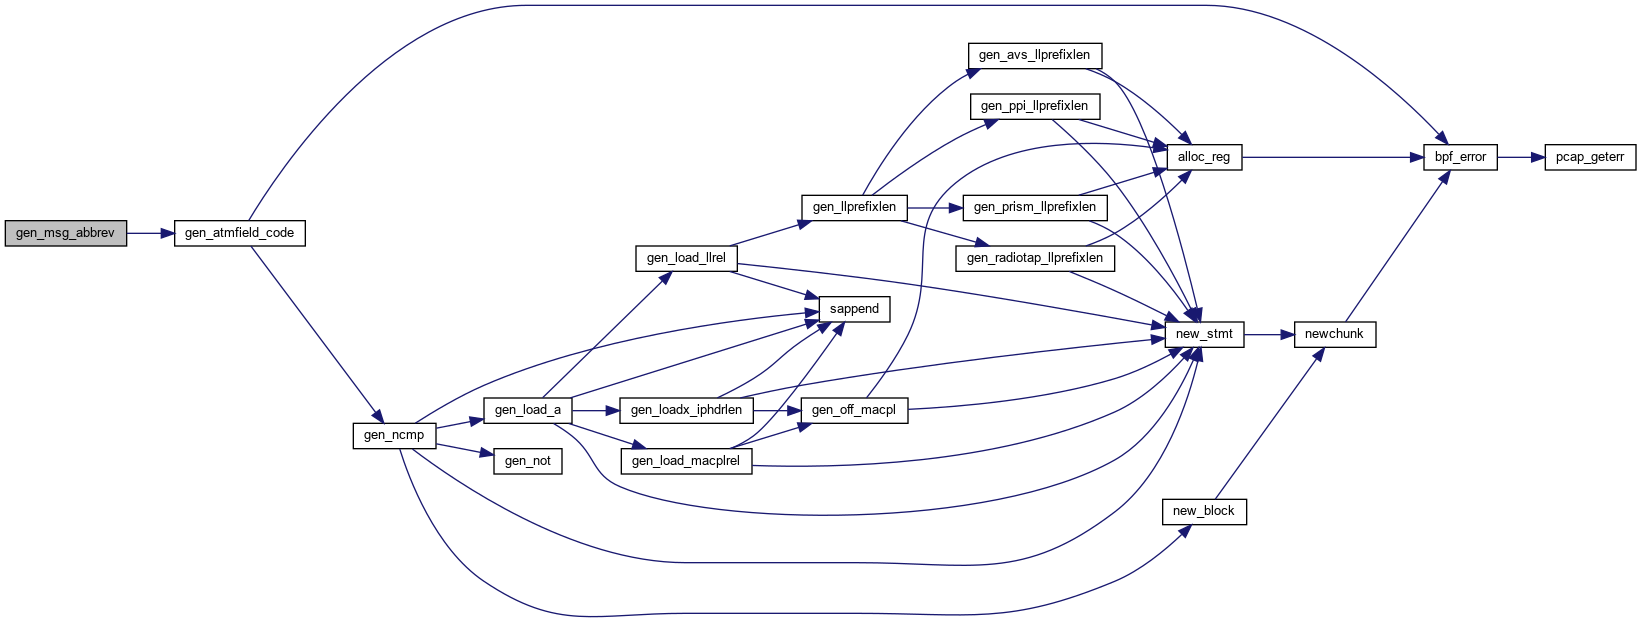 gen_avs_llprefixlen
gen_ppi_llprefixlen
alloc_reg
bpf_error
pcap_geterr
gen_llprefixlen
gen_prism_llprefixlen
gen_msg_abbrev
gen_atmfield_code
gen_load_llrel
gen_radiotap_llprefixlen
sappend
new_stmt
newchunk
gen_load_a
gen_loadx_iphdrlen
gen_off_macpl
gen_ncmp
gen_not
gen_load_macplrel
new_block